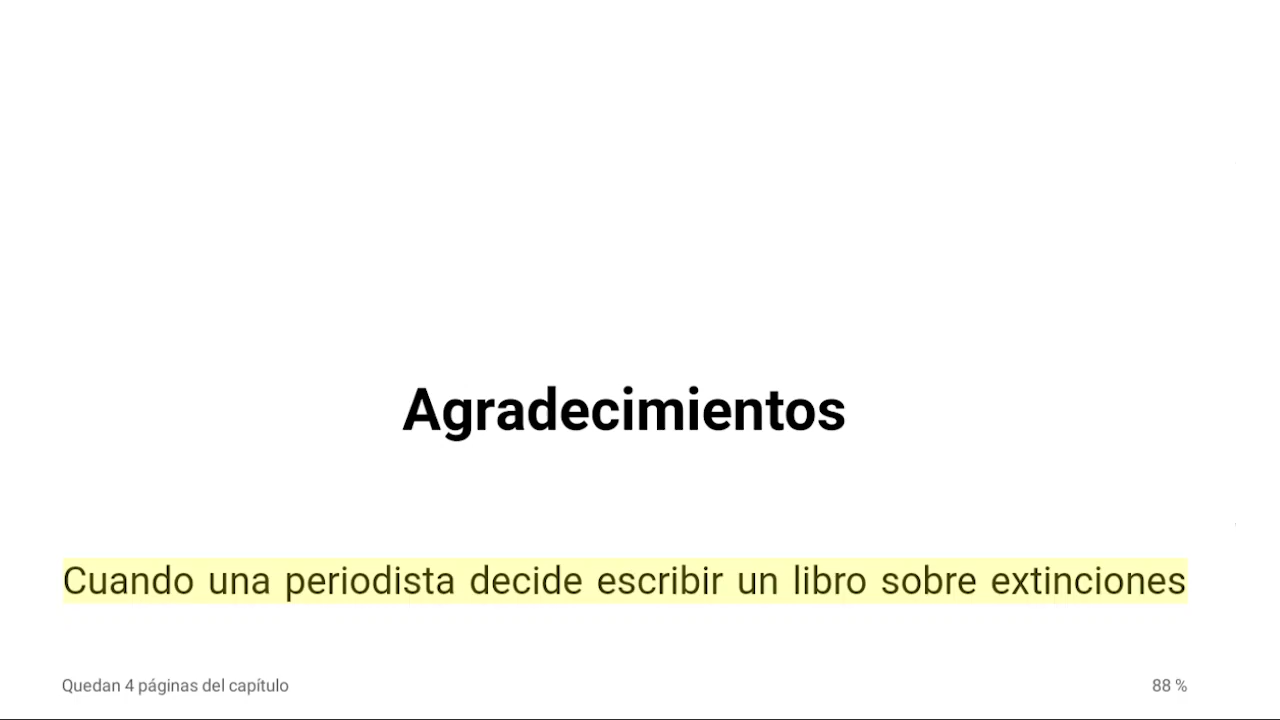 Agradecimientos
Cuando una periodista decide escribir un libro sobre extinciones
Quedan 4 páginas del capítulo
88 %